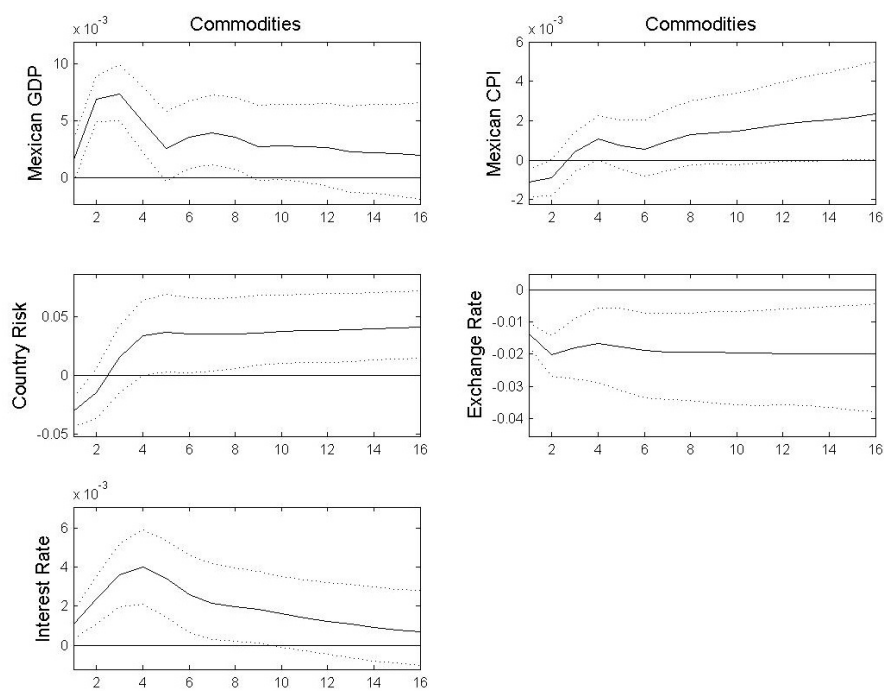 Commodities
x 10^-3
Mexican GDP
10
5
0
2 4 6 8 10 12 14 16
Commodities
x 10^-3
Mexican CPI
6
4
2
0
-2
2 4 6 8 10 12 14 16
Country Risk
0.05
0
-0.05
2 4 6 8 10 12 14 16
Exchange Rate
0
-0.01
-0.02
-0.03
-0.04
2 4 6 8 10 12 14 16
x 10^-3
Interest Rate
6
4
2
0
2 4 6 8 10 12 14 16